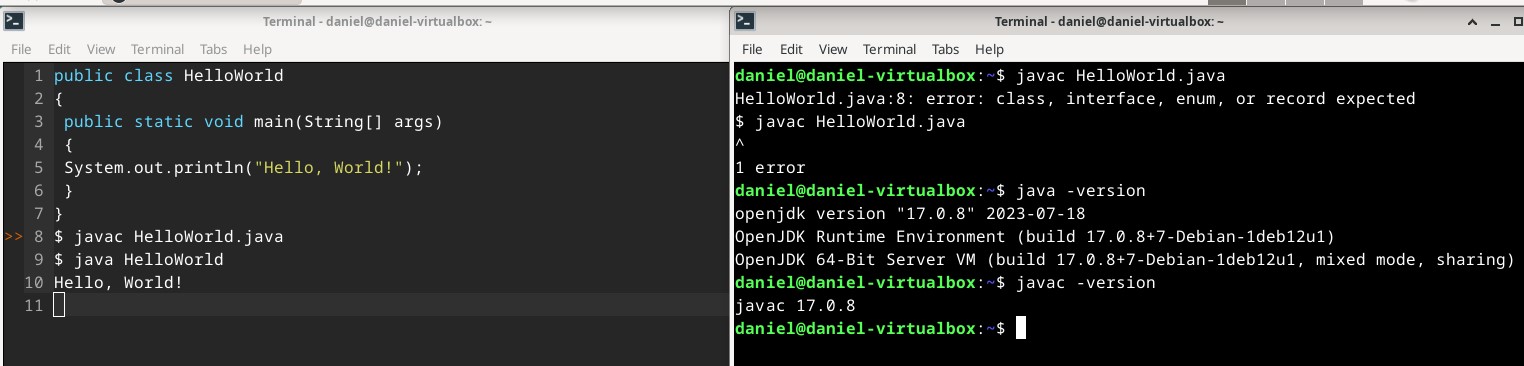 Terminal - daniel@daniel-virtualbox: ~
File Edit View Terminal Tabs Help
1 public class HelloWorld
2 {
3  public static void main(String[] args)
4  {
5  System.out.println("Hello, World!");
6  }
7 }
>> 8 $ javac HelloWorld.java
9 $ java HelloWorld
10 Hello, World!
11
Terminal - daniel@daniel-virtualbox: ~
File Edit View Terminal Tabs Help
daniel@daniel-virtualbox:~$ javac HelloWorld.java
HelloWorld.java:8: error: class, interface, enum, or record expected
$ javac HelloWorld.java
^
1 error
daniel@daniel-virtualbox:~$ java -version
openjdk version "17.0.8" 2023-07-18
OpenJDK Runtime Environment (build 17.0.8+7-Debian-1deb12u1)
OpenJDK 64-Bit Server VM (build 17.0.8+7-Debian-1deb12u1, mixed mode, sharing)
daniel@daniel-virtualbox:~$ javac -version
javac 17.0.8
daniel@daniel-virtualbox:~$